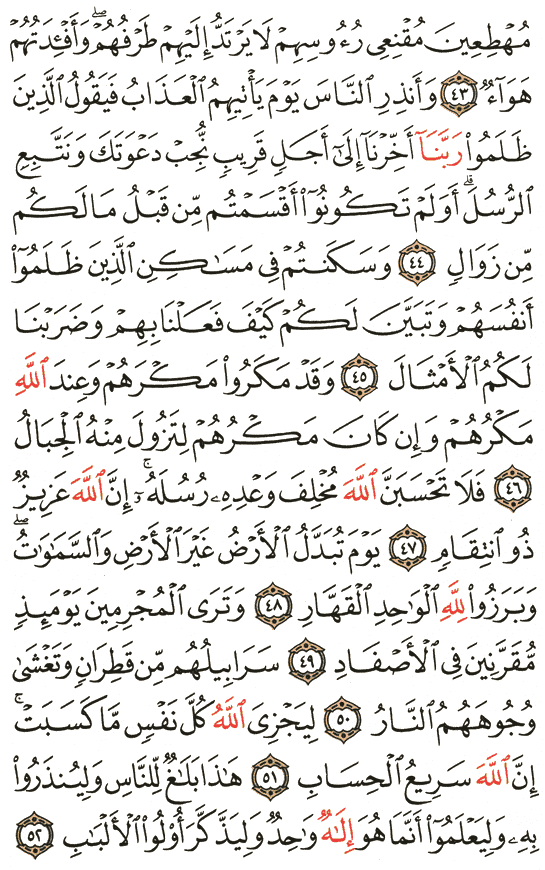 مُهْطِعِينَ مُقْنِعِى رُءُوسِهِمْ لَا يَرْتَدُّ إِلَيْهِمْ طَرْفُهُمْ ۖ وَأَفْـِٔدَتُهُمْ
هَوَآءٌ ٤٣ وَأَنذِرِ ٱلنَّاسَ يَوْمَ يَأْتِيهِمُ ٱلْعَذَابُ فَيَقُولُ ٱلَّذِينَ
ظَلَمُوا۟ رَبَّنَآ أَخِّرْنَآ إِلَىٰٓ أَجَلٍ قَرِيبٍ نُّجِبْ دَعْوَتَكَ وَنَتَّبِعِ
ٱلرُّسُلَ ۗ أَوَلَمْ تَكُونُوٓا۟ أَقْسَمْتُم مِّن قَبْلُ مَا لَكُم
مِّن زَوَالٍ ٤٤ وَسَكَنتُمْ فِى مَسَـٰكِنِ ٱلَّذِينَ ظَلَمُوٓا۟
أَنفُسَهُمْ وَتَبَيَّنَ لَكُمْ كَيْفَ فَعَلْنَا بِهِمْ وَضَرَبْنَا
لَكُمُ ٱلْأَمْثَالَ ٤٥ وَقَدْ مَكَرُوا۟ مَكْرَهُمْ وَعِندَ ٱللَّهِ
مَكْرُهُمْ وَإِن كَانَ مَكْرُهُمْ لِتَزُولَ مِنْهُ ٱلْجِبَالُ
٤٦ فَلَا تَحْسَبَنَّ ٱللَّهَ مُخْلِفَ وَعْدِهِۦ رُسُلَهُۥٓ ۗ إِنَّ ٱللَّهَ عَزِيزٌ
ذُو ٱنتِقَامٍ ٤٧ يَوْمَ تُبَدَّلُ ٱلْأَرْضُ غَيْرَ ٱلْأَرْضِ وَٱلسَّمَـٰوَٰتُ ۖ
وَبَرَزُوا۟ لِلَّهِ ٱلْوَٰحِدِ ٱلْقَهَّارِ ٤٨ وَتَرَى ٱلْمُجْرِمِينَ يَوْمَئِذٍ
مُّقَرَّنِينَ فِى ٱلْأَصْفَادِ ٤٩ سَرَابِيلُهُم مِّن قَطِرَانٍ وَتَغْشَىٰ
وُجُوهَهُمُ ٱلنَّارُ ٥٠ لِيَجْزِىَ ٱللَّهُ كُلَّ نَفْسٍ مَّا كَسَبَتْ ۚ
إِنَّ ٱللَّهَ سَرِيعُ ٱلْحِسَابِ ٥١ هَـٰذَا بَلَـٰغٌ لِّلنَّاسِ وَلِيُنذَرُوا۟
بِهِۦ وَلِيَعْلَمُوٓا۟ أَنَّمَا هُوَ إِلَـٰهٌ وَٰحِدٌ وَلِيَذَّكَّرَ أُو۟لُوا۟ ٱلْأَلْبَـٰبِ ٥٢